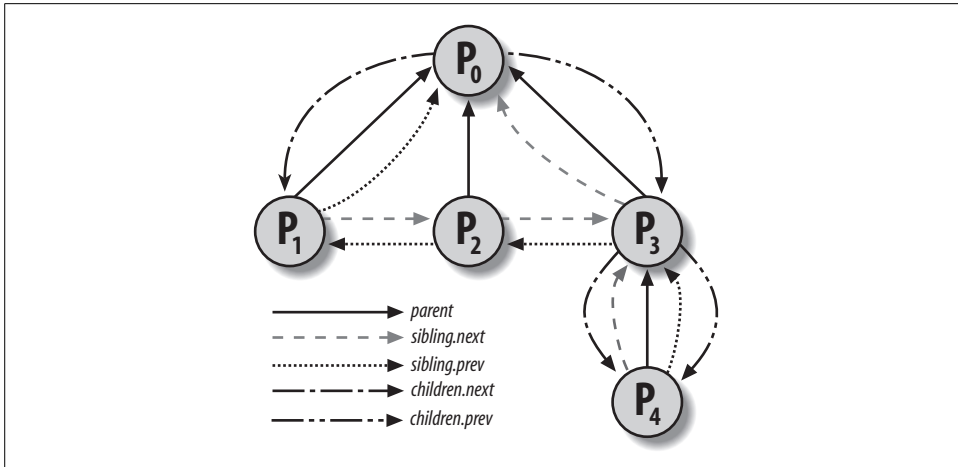 P0
P1 P2 P3
parent
sibling.next
sibling.prev
children.next
children.prev
P4